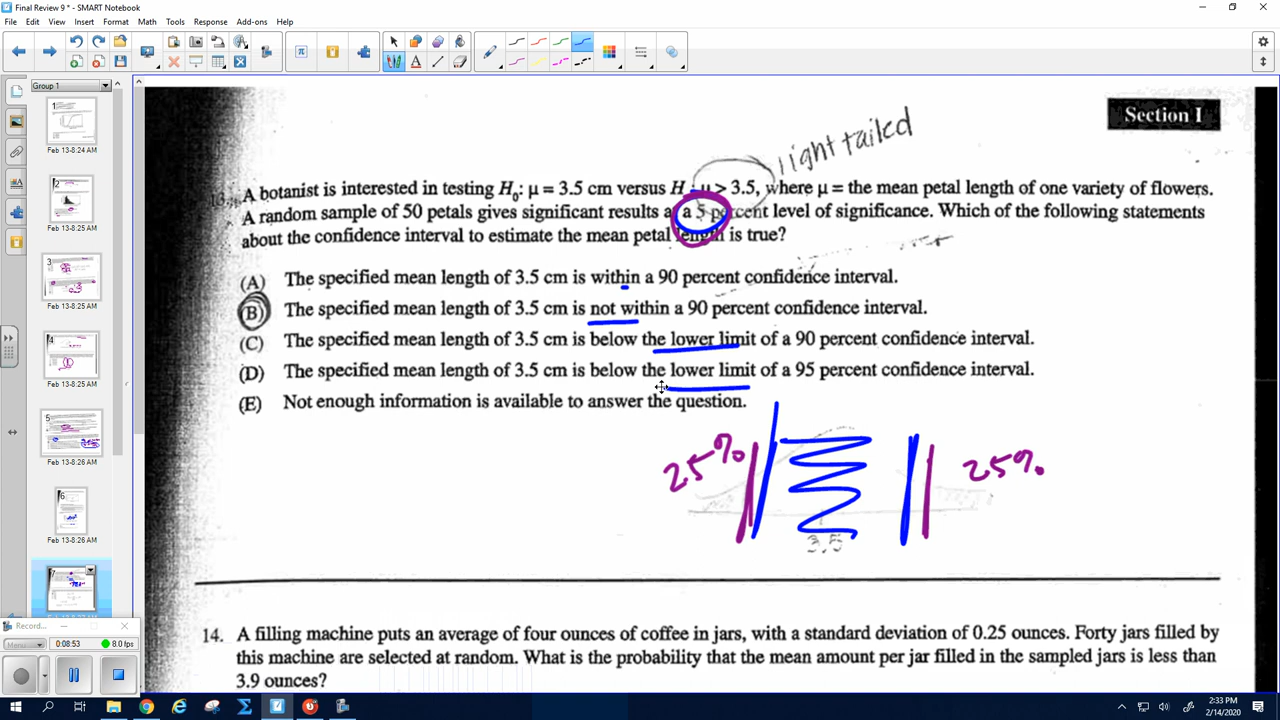 Final Review 9 * - SMART Notebook
File Edit View Insert Format Math Tools Response Add-ons Help
Group 1
Section I
right tailed
13. A botanist is interested in testing H0: μ = 3.5 cm versus H : μ > 3.5, where μ = the mean petal length of one variety of flowers.
A random sample of 50 petals gives significant results a a 5 percent level of significance. Which of the following statements
about the confidence interval to estimate the mean petal length is true?
(A) The specified mean length of 3.5 cm is within a 90 percent confidence interval.
(B) The specified mean length of 3.5 cm is not within a 90 percent confidence interval.
(C) The specified mean length of 3.5 cm is below the lower limit of a 90 percent confidence interval.
(D) The specified mean length of 3.5 cm is below the lower limit of a 95 percent confidence interval.
(E) Not enough information is available to answer the question.
25% 25%
3.5
14. A filling machine puts an average of four ounces of coffee in jars, with a standard deviation of 0.25 ounces. Forty jars filled by
this machine are selected at random. What is the probability that the mean amount per jar filled in the sampled jars is less than
3.9 ounces?
1
Feb 13-8:24 AM
2
Feb 13-8:25 AM
3
Feb 13-8:25 AM
4
Feb 13-8:25 AM
5
Feb 13-8:25 AM
6
Feb 13-8:26 AM
7
Record...
Menu 08:53 8.0 fps
2:33 PM
2/14/2020